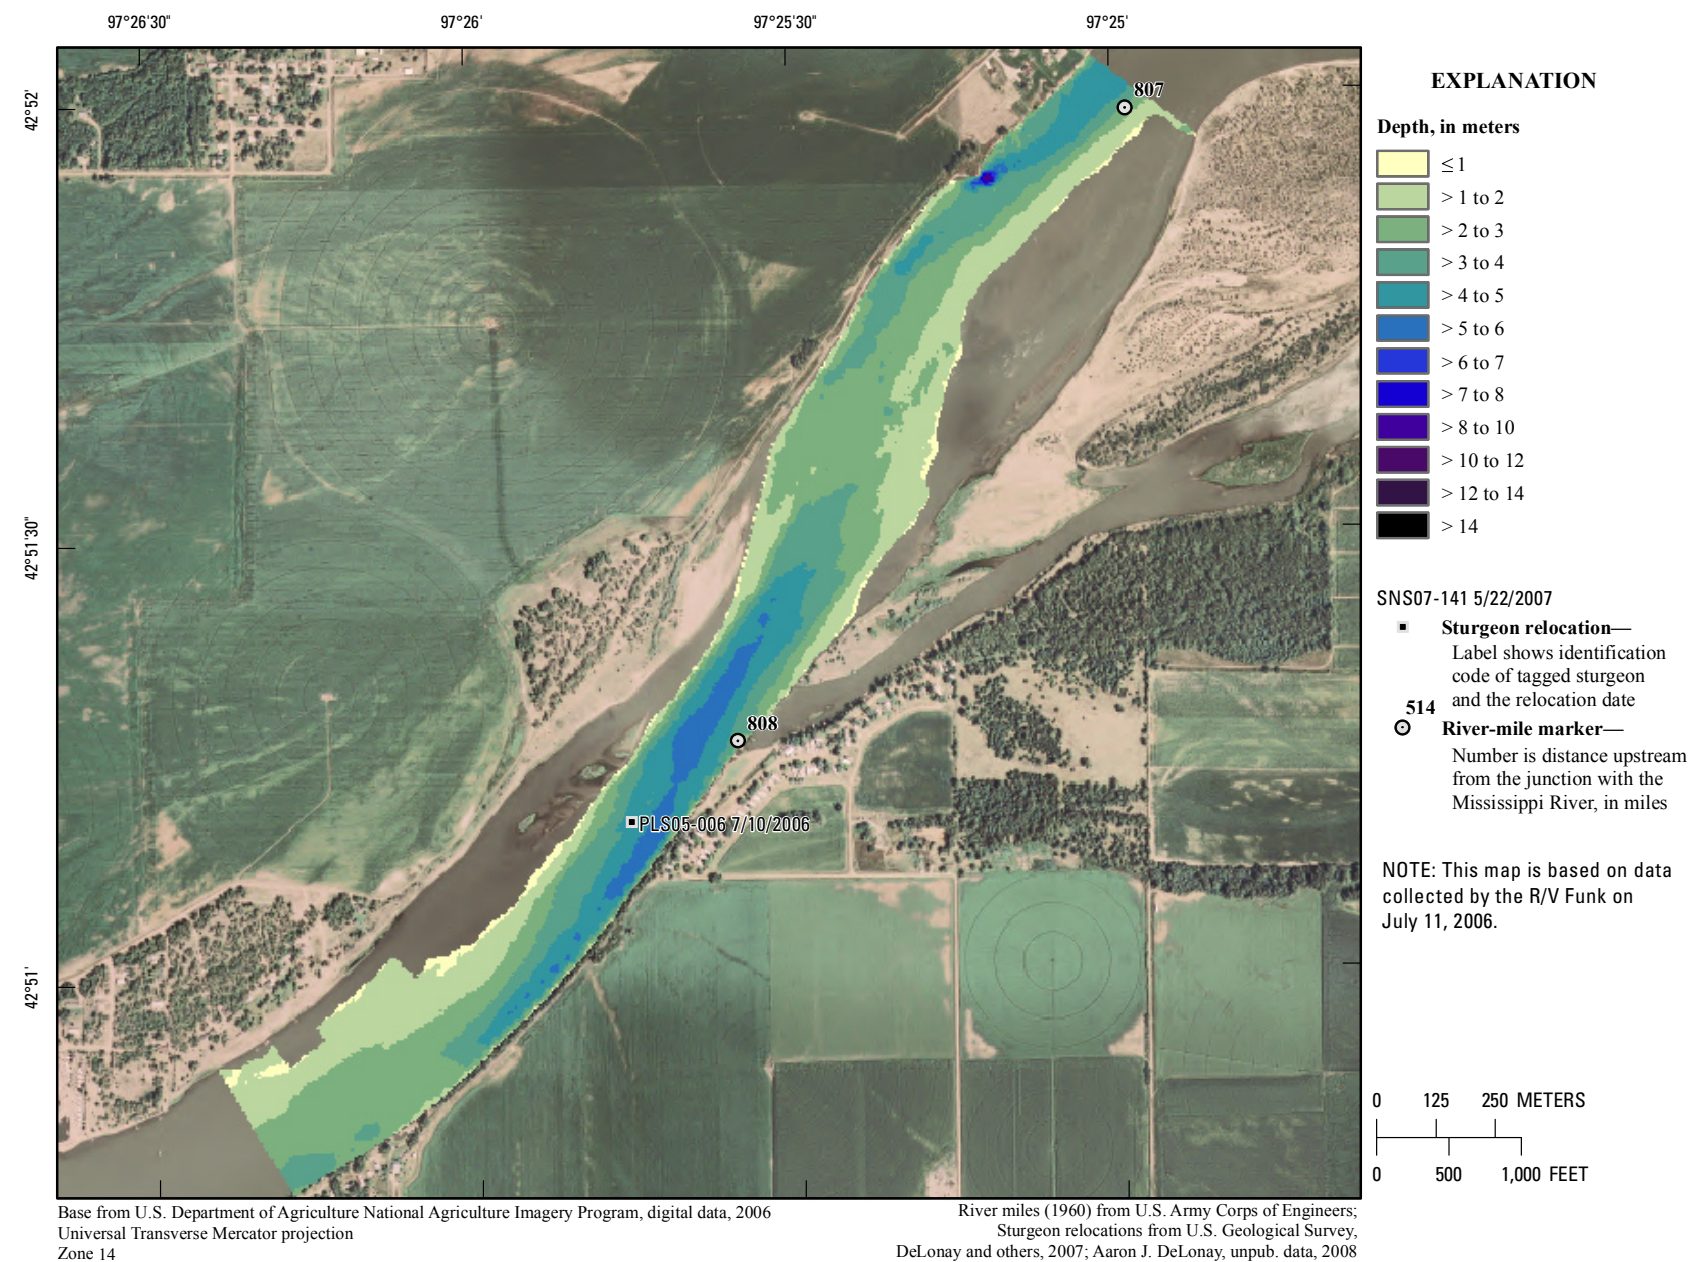 97°26'30"
97°26'
97°25'30"
97°25'
42°52'
42°51'30"
42°51'
807
808
PLS05-006 7/10/2006
EXPLANATION
Depth, in meters
≤ 1
> 1 to 2
> 2 to 3
> 3 to 4
> 4 to 5
> 5 to 6
> 6 to 7
> 7 to 8
> 8 to 10
> 10 to 12
> 12 to 14
> 14
SNS07-141 5/22/2007
Sturgeon relocation—
Label shows identification
code of tagged sturgeon
and the relocation date
514
River-mile marker—
Number is distance upstream
from the junction with the
Mississippi River, in miles
NOTE: This map is based on data
collected by the R/V Funk on
July 11, 2006.
0 125 250 METERS
0 500 1,000 FEET
Base from U.S. Department of Agriculture National Agriculture Imagery Program, digital data, 2006
Universal Transverse Mercator projection
Zone 14
River miles (1960) from U.S. Army Corps of Engineers;
Sturgeon relocations from U.S. Geological Survey,
DeLonay and others, 2007; Aaron J. DeLonay, unpub. data, 2008